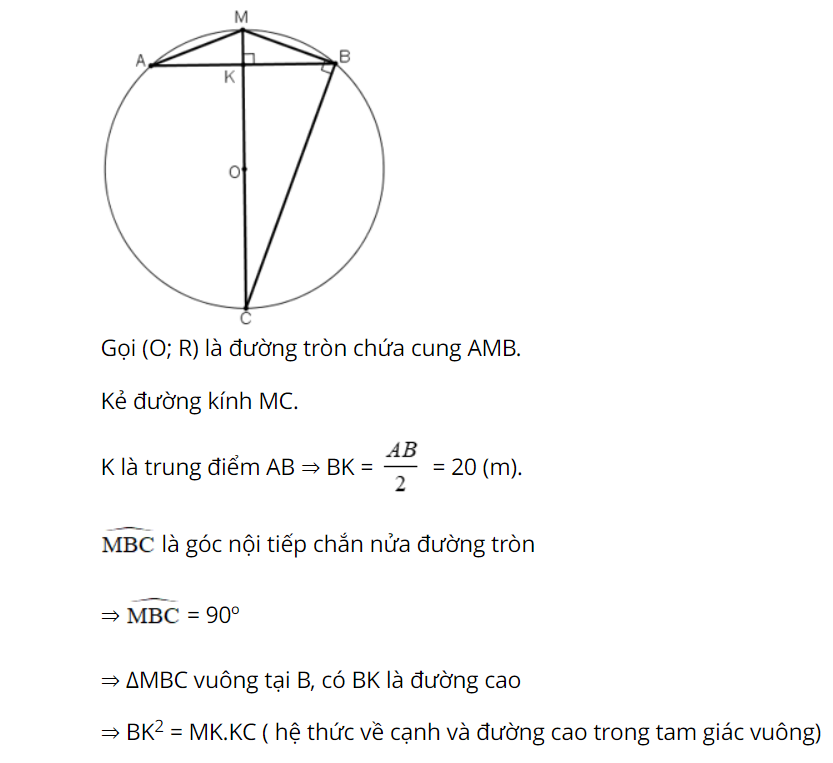 M
A
B
K
O
C
Gọi (O; R) là đường tròn chứa cung AMB.
Kẻ đường kính MC.
K là trung điểm AB ⇒ BK = AB/2 = 20 (m).
MBC là góc nội tiếp chắn nửa đường tròn
⇒ MBC = 90º
⇒ ΔMBC vuông tại B, có BK là đường cao
⇒ BK² = MK.KC ( hệ thức về cạnh và đường cao trong tam giác vuông)